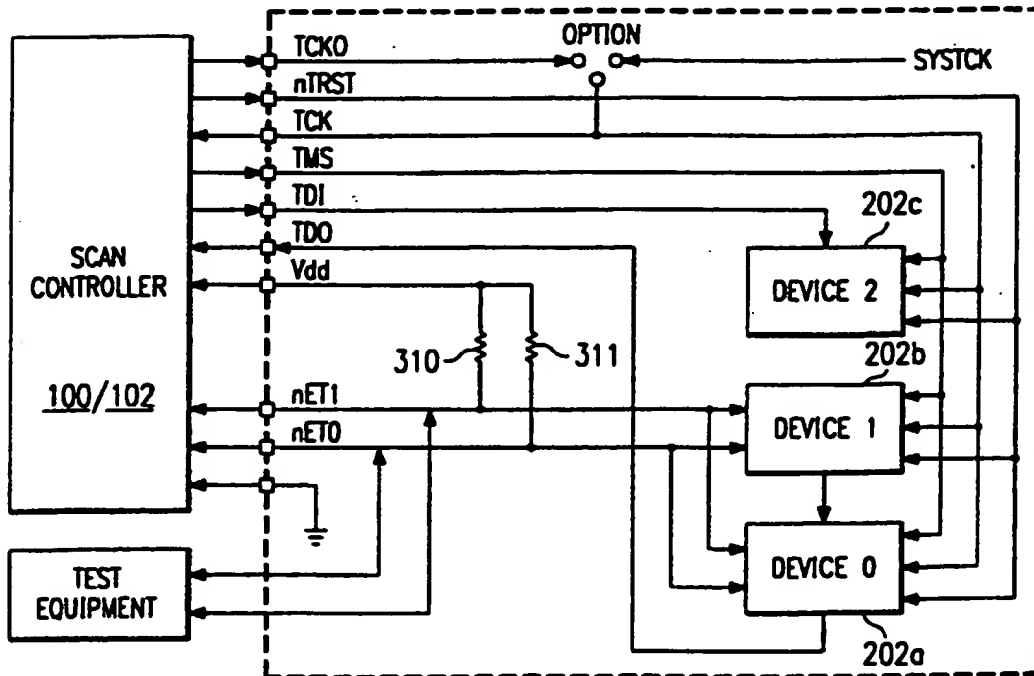 TCKO
OPTION
SYSTCK
nTRST
TCK
TMS
TDI
TDO
Vdd
SCAN
CONTROLLER
100/102
310
311
nET1
nET0
202c
DEVICE 2
202b
DEVICE 1
DEVICE 0
202a
TEST
EQUIPMENT